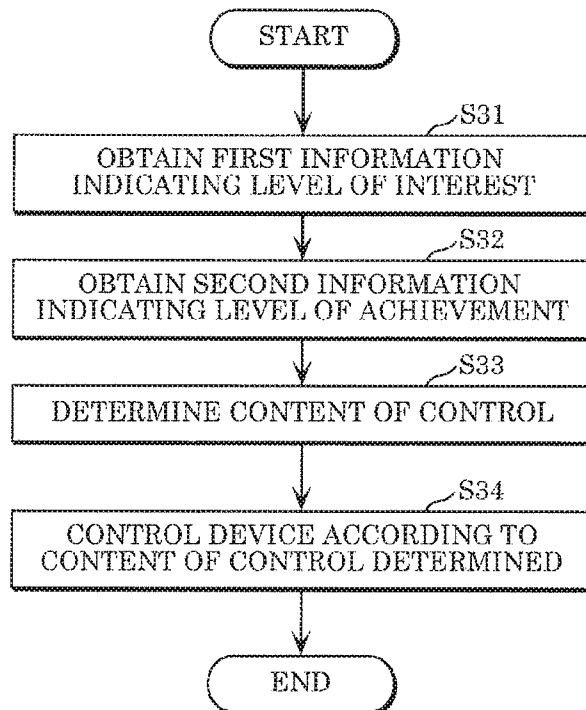 START
S31
OBTAIN FIRST INFORMATION
INDICATING LEVEL OF INTEREST
S32
OBTAIN SECOND INFORMATION
INDICATING LEVEL OF ACHIEVEMENT
S33
DETERMINE CONTENT OF CONTROL
S34
CONTROL DEVICE ACCORDING TO
CONTENT OF CONTROL DETERMINED
END